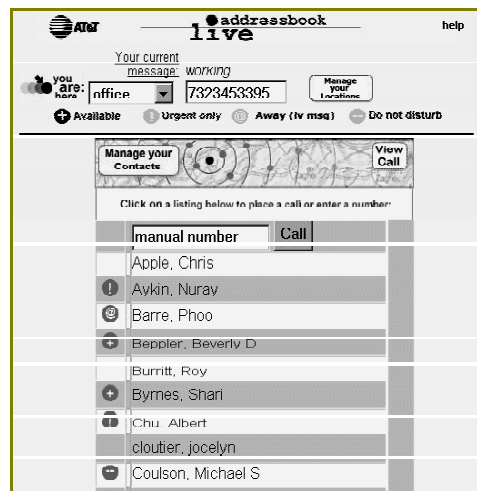 AT&T
addressbook
live
help
Your current
message: working
you
are:
here
office
7323453395
Manage
your
Locations
Available
Urgent only
Away (lv msg)
Do not disturb
Manage your
Contacts
View
Call
Click on a listing below to place a call or enter a number:
manual number Call
Apple, Chris
! Aykin, Nuray
@ Barre, Phoo
+ Beppler, Beverly D
Burritt, Roy
+ Byrnes, Shari
Chu, Albert
cloutier, jocelyn
Coulson, Michael S